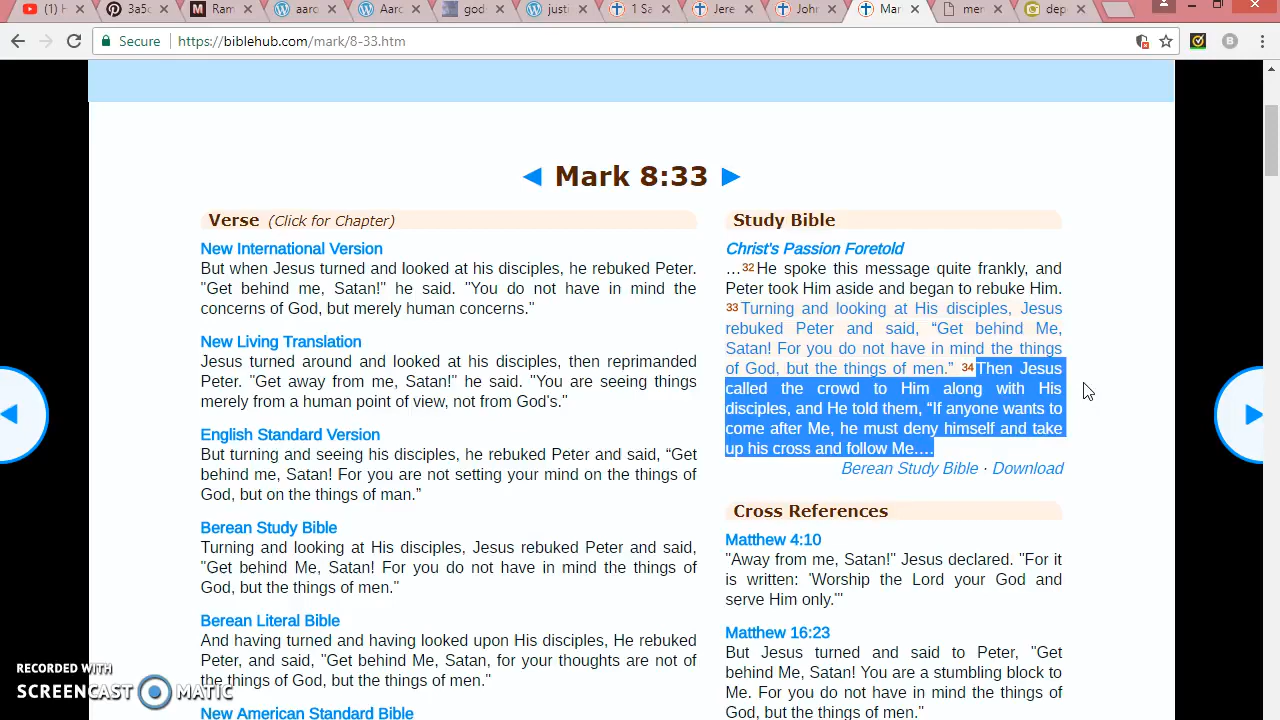 (1) H
3a5c
Ram
aaro
Aarc
god
justi
1 Sa
Jere
John
Mar
mer
dep
Secure
https://biblehub.com/mark/8-33.htm
B
Mark 8:33
Verse (Click for Chapter)
New International Version
But when Jesus turned and looked at his disciples, he rebuked Peter.
"Get behind me, Satan!" he said. "You do not have in mind the
concerns of God, but merely human concerns."
New Living Translation
Jesus turned around and looked at his disciples, then reprimanded
Peter. "Get away from me, Satan!" he said. "You are seeing things
merely from a human point of view, not from God's."
English Standard Version
But turning and seeing his disciples, he rebuked Peter and said, “Get
behind me, Satan! For you are not setting your mind on the things of
God, but on the things of man.”
Berean Study Bible
Turning and looking at His disciples, Jesus rebuked Peter and said,
"Get behind Me, Satan! For you do not have in mind the things of
God, but the things of men."
Berean Literal Bible
And having turned and having looked upon His disciples, He rebuked
Peter, and said, "Get behind Me, Satan, for your thoughts are not of
the things of God, but the things of men."
New American Standard Bible
Study Bible
Christ's Passion Foretold
…32He spoke this message quite frankly, and
Peter took Him aside and began to rebuke Him.
33Turning and looking at His disciples, Jesus
rebuked Peter and said, “Get behind Me,
Satan! For you do not have in mind the things
of God, but the things of men.” 34Then Jesus
called the crowd to Him along with His
disciples, and He told them, “If anyone wants to
come after Me, he must deny himself and take
up his cross and follow Me.…
Berean Study Bible · Download
Cross References
Matthew 4:10
"Away from me, Satan!" Jesus declared. "For it
is written: 'Worship the Lord your God and
serve Him only.'"
Matthew 16:23
But Jesus turned and said to Peter, "Get
behind Me, Satan! You are a stumbling block to
Me. For you do not have in mind the things of
God, but the things of men."
RECORDED WITH
SCREENCAST MATIC